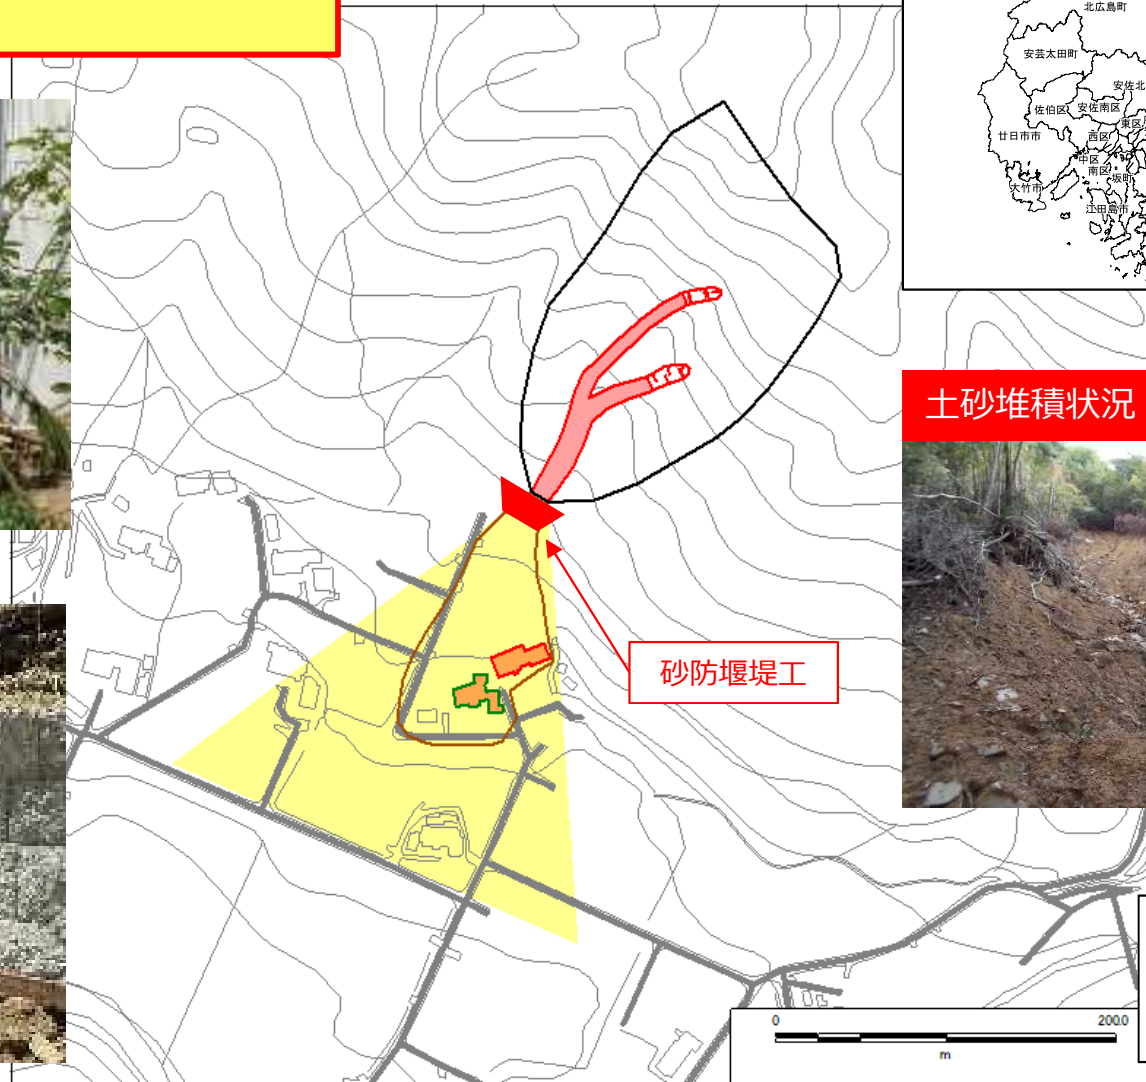 北広島町
安芸太田町
安佐北
佐伯区
安佐南区
東区
廿日市市
西区
中区
南区
坂町
大竹市
江田島市
土砂堆積状況
砂防堰堤工
0
200.0
m